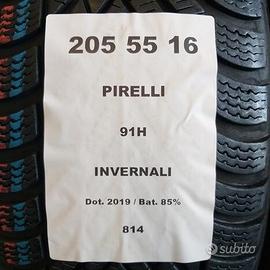 205 55 16
PIRELLI
91H
INVERNALI
Dot. 2019 / Bat. 85%
814
subito